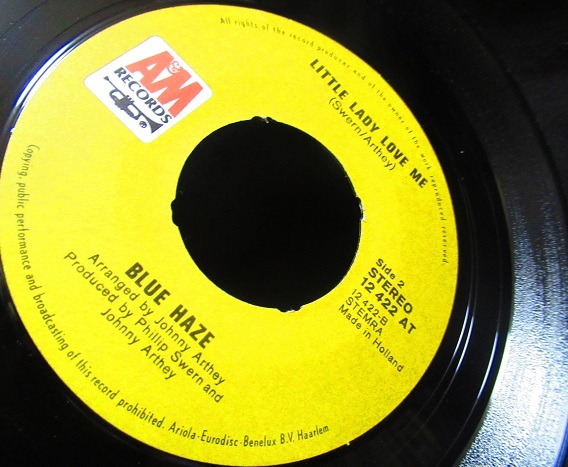 All rights of the record producer and of the owner of the work reproduced reserved.
A&M
RECORDS
LITTLE LADY LOVE ME
(Swern/Arthey)
Side 2
STEREO
12 422 AT
12.422-B
STEMRA
Made in Holland
BLUE HAZE
Arranged by Johnny Arthey
Produced by Phillip Swern and
Johnny Arthey
Copying, public performance and broadcasting of this record prohibited. Ariola-Eurodisc-Benelux B.V. Haarlem